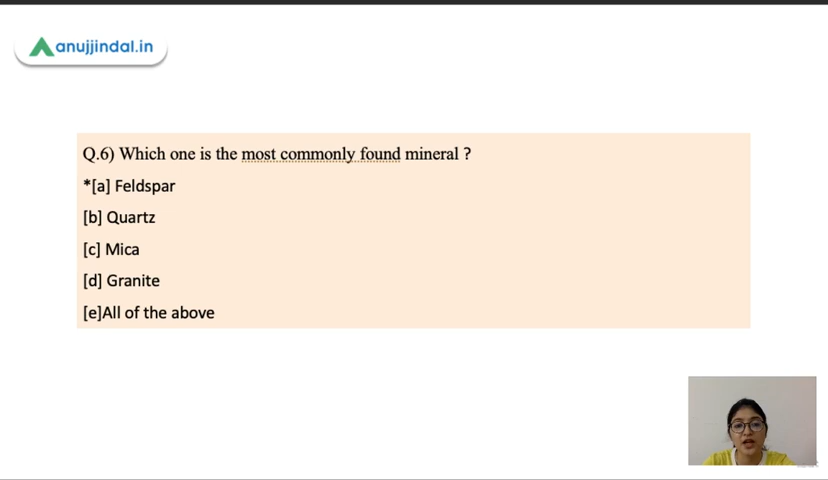 anujjindal.in
Q.6) Which one is the most commonly found mineral ?
*[a] Feldspar
[b] Quartz
[c] Mica
[d] Granite
[e]All of the above